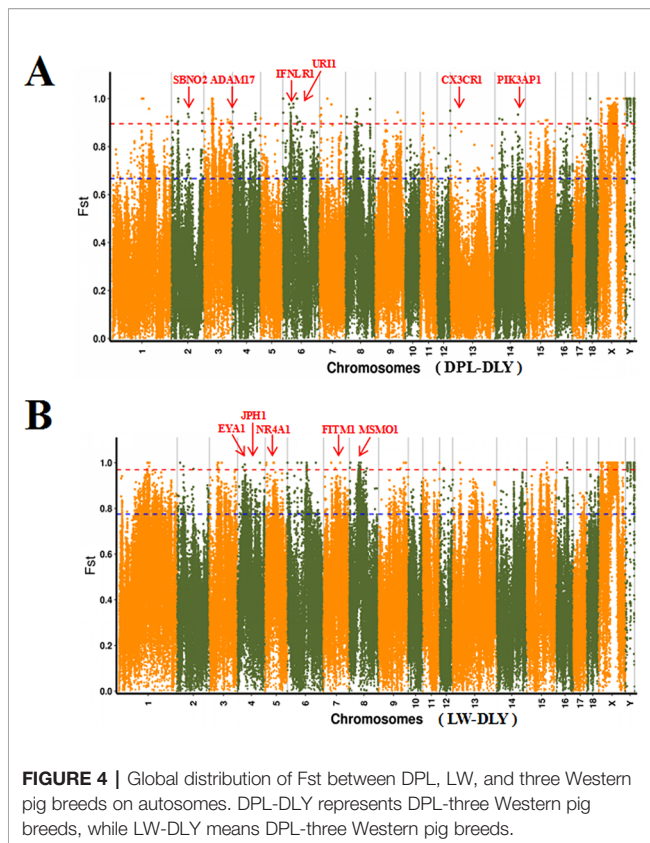 A
SBNO2 ADAM17
IFNLR1
URI1
CX3CR1
PIK3AP1
1.0
0.8
0.6
0.4
0.2
0.0
Fst
1 2 3 4 5 6 7 8 9 10 11 12 13 14 15 16 17 18 X Y
Chromosomes (DPL-DLY)
B
JPH1
EYA1
NR4A1
FITM1 MSMO1
1.0
0.8
0.6
0.4
0.2
0.0
Fst
1 2 3 4 5 6 7 8 9 10 11 12 13 14 15 16 17 18 X Y
Chromosomes (LW-DLY)
FIGURE 4 | Global distribution of Fst between DPL, LW, and three Western
pig breeds on autosomes. DPL-DLY represents DPL-three Western pig
breeds, while LW-DLY means DPL-three Western pig breeds.